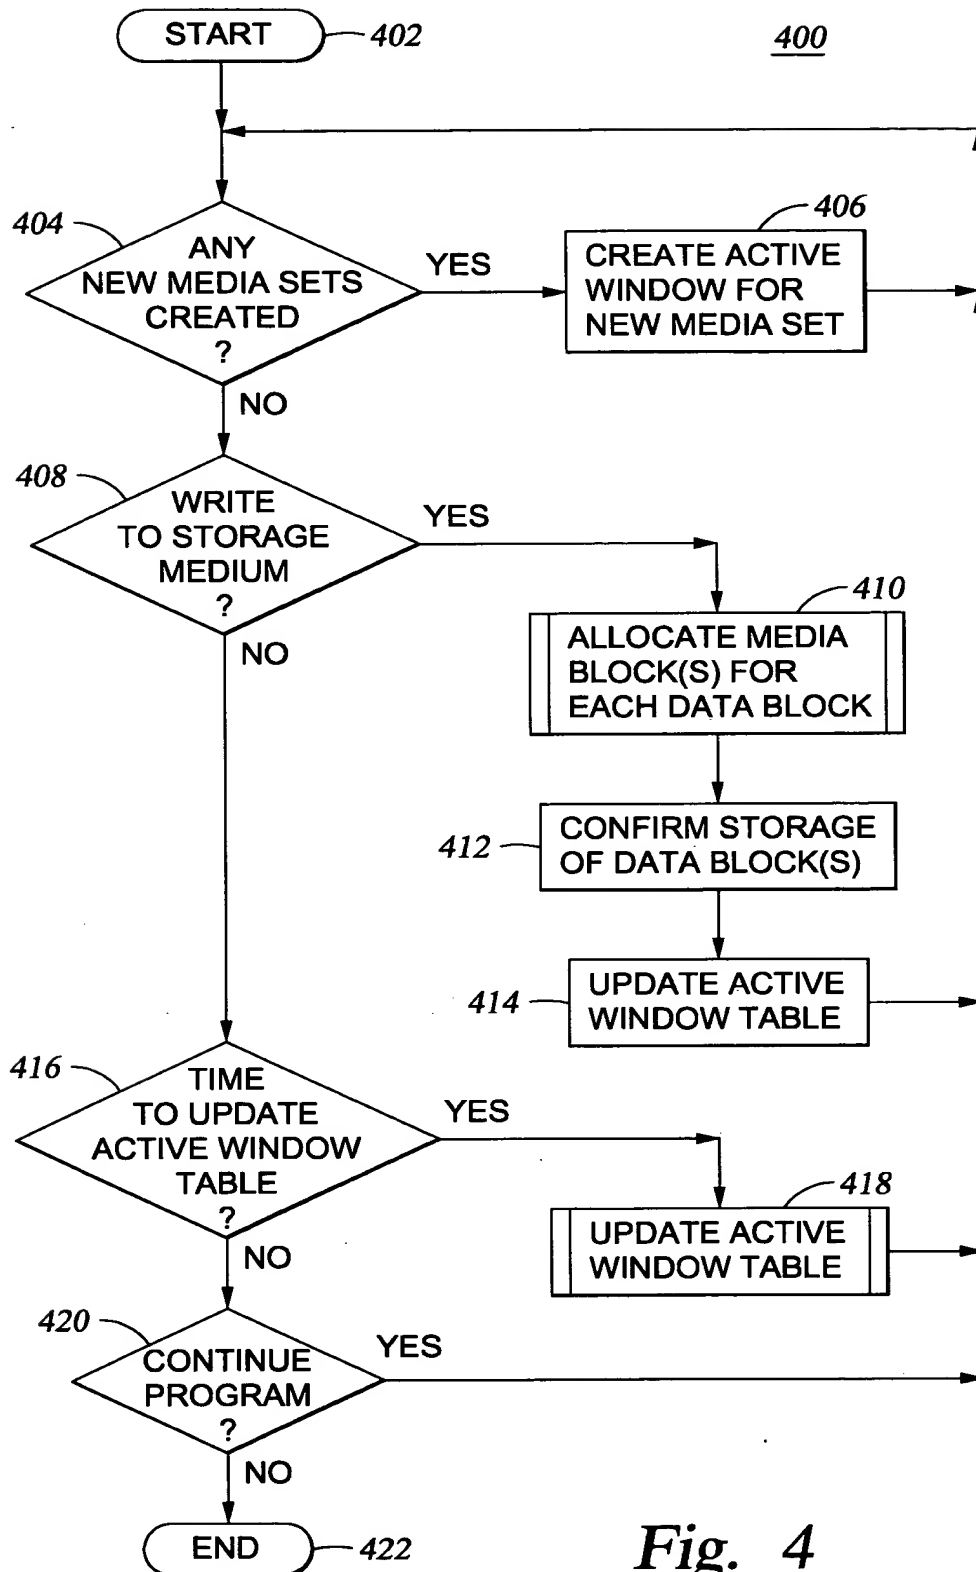 START
402
400
404
ANY
NEW MEDIA SETS
CREATED
?
YES
406
CREATE ACTIVE
WINDOW FOR
NEW MEDIA SET
NO
408
WRITE
TO STORAGE
MEDIUM
?
YES
410
ALLOCATE MEDIA
BLOCK(S) FOR
EACH DATA BLOCK
NO
412
CONFIRM STORAGE
OF DATA BLOCK(S)
414
UPDATE ACTIVE
WINDOW TABLE
416
TIME
TO UPDATE
ACTIVE WINDOW
TABLE
?
YES
418
UPDATE ACTIVE
WINDOW TABLE
NO
420
CONTINUE
PROGRAM
?
YES
NO
END
422
Fig. 4